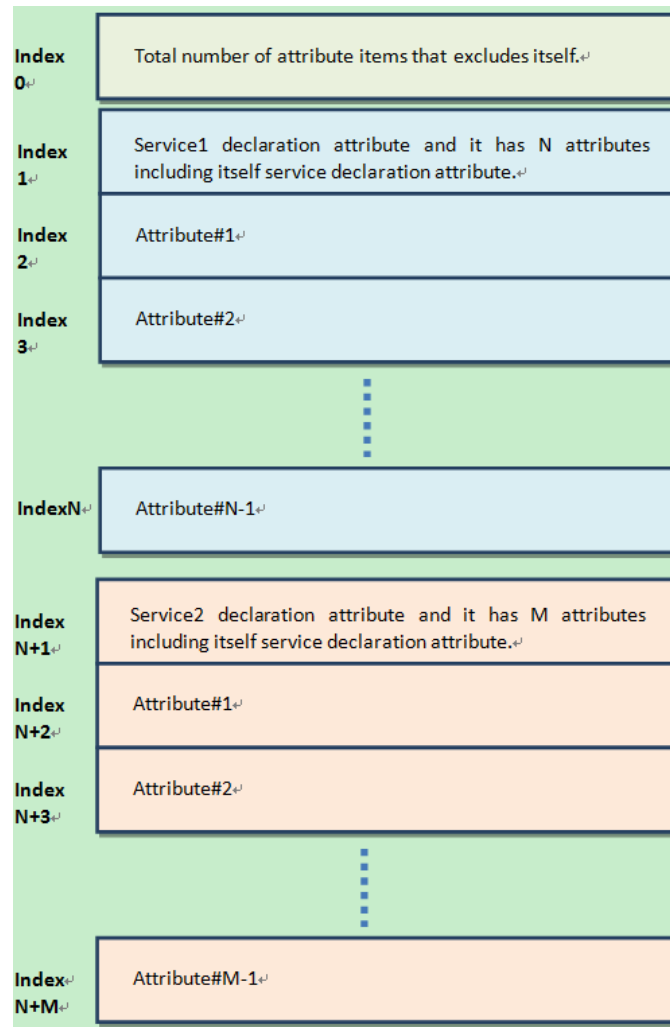 Index
0↵
Total number of attribute items that excludes itself.↵
Index
1↵
Service1 declaration attribute and it has N attributes
including itself service declaration attribute.↵
Index
2↵
Attribute#1↵
Index
3↵
Attribute#2↵
IndexN↵
Attribute#N-1↵
Index
N+1↵
Service2 declaration attribute and it has M attributes
including itself service declaration attribute.↵
Index
N+2↵
Attribute#1↵
Index
N+3↵
Attribute#2↵
Index↵
N+M↵
Attribute#M-1↵